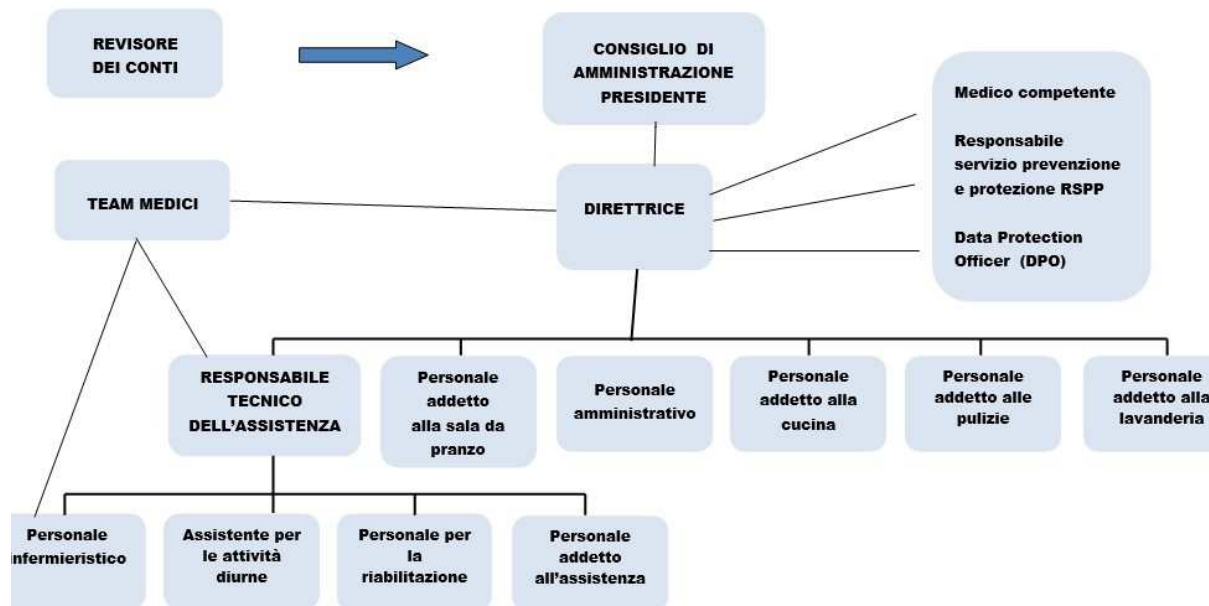 REVISORE
DEI CONTI
CONSIGLIO DI
AMMINISTRAZIONE
PRESIDENTE
Medico competente
Responsabile
servizio prevenzione
e protezione RSPP
Data Protection
Officer (DPO)
TEAM MEDICI
DIRETTRICE
RESPONSABILE
TECNICO
DELL'ASSISTENZA
Personale
addetto
alla sala da
pranzo
Personale
amministrativo
Personale
addetto alla
cucina
Personale
addetto alle
pulizie
Personale
addetto alla
lavanderia
Personale
infermieristico
Assistente per
le attività
diurne
Personale per
la
riabilitazione
Personale
addetto
all'assistenza